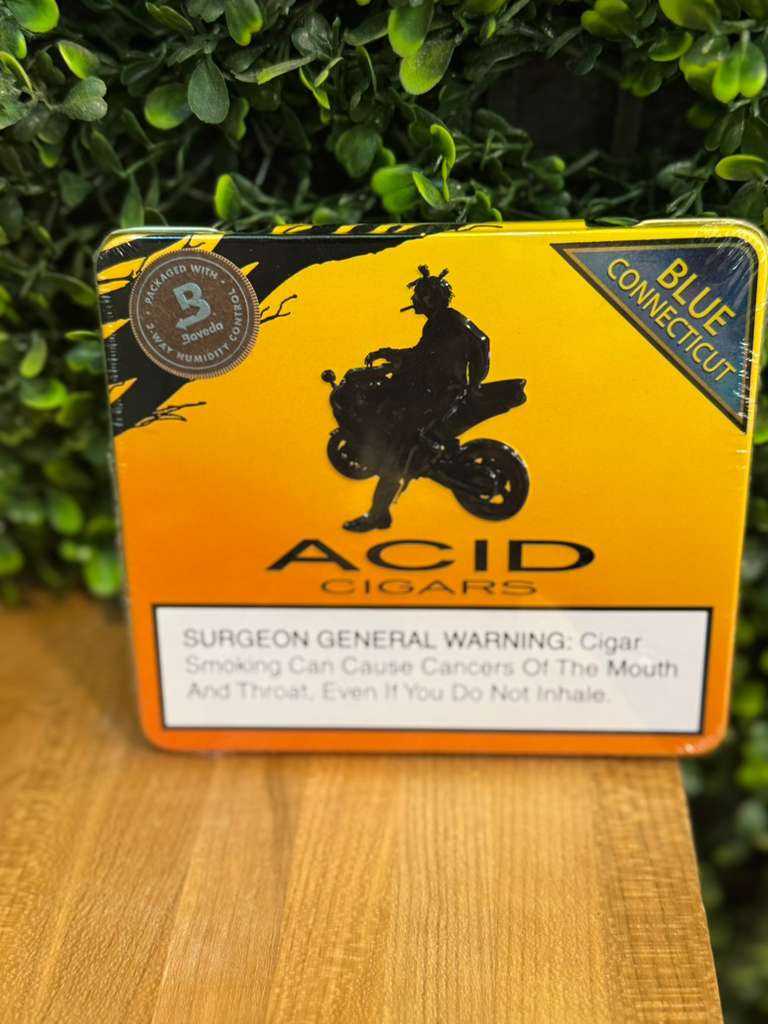 PACKAGED WITH
B
Boveda
2-WAY HUMIDITY CONTROL
BLUE
CONNECTICUT
ACID
CIGARS
SURGEON GENERAL WARNING: Cigar
Smoking Can Cause Cancers Of The Mouth
And Throat, Even If You Do Not Inhale.